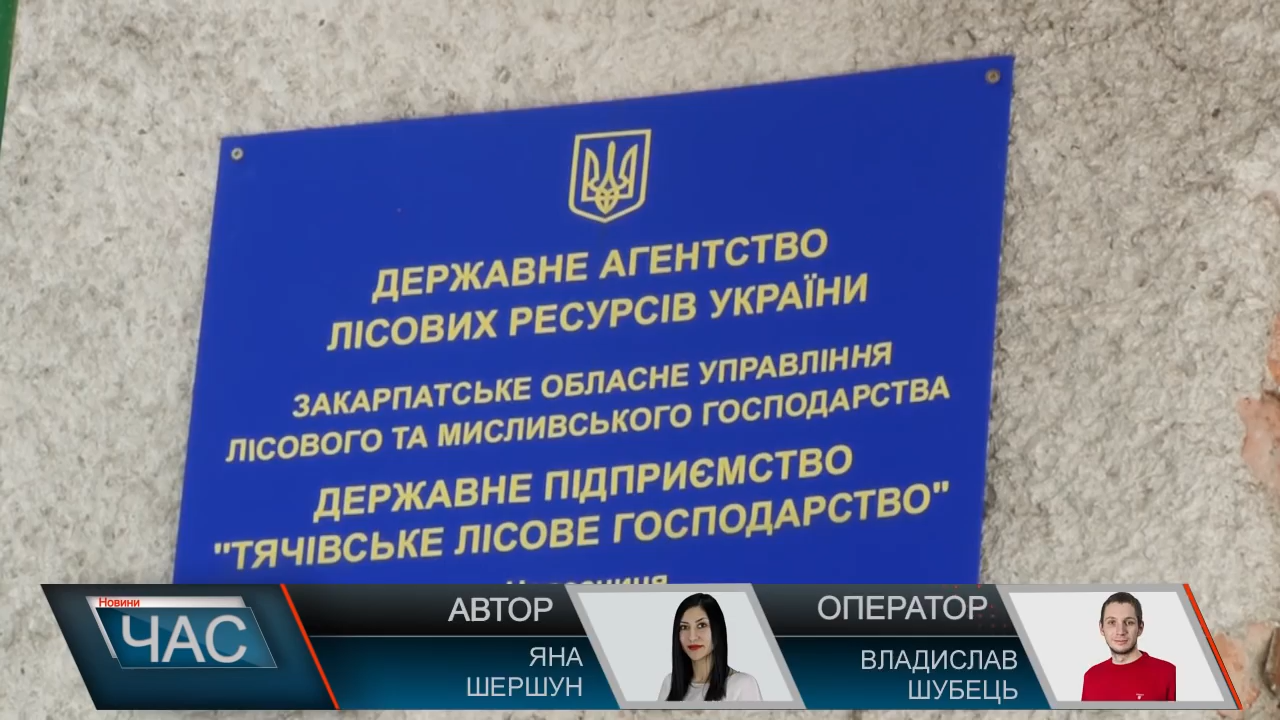 ДЕРЖАВНЕ АГЕНТСТВО
ЛІСОВИХ РЕСУРСІВ УКРАЇНИ
ЗАКАРПАТСЬКЕ ОБЛАСНЕ УПРАВЛІННЯ
ЛІСОВОГО ТА МИСЛИВСЬКОГО ГОСПОДАРСТВА
ДЕРЖАВНЕ ПІДПРИЄМСТВО
"ТЯЧІВСЬКЕ ЛІСОВЕ ГОСПОДАРСТВО"
Новини
ЧАС
АВТОР
ЯНА
ШЕРШУН
ОПЕРАТОР
ВЛАДИСЛАВ
ШУБЕЦЬ